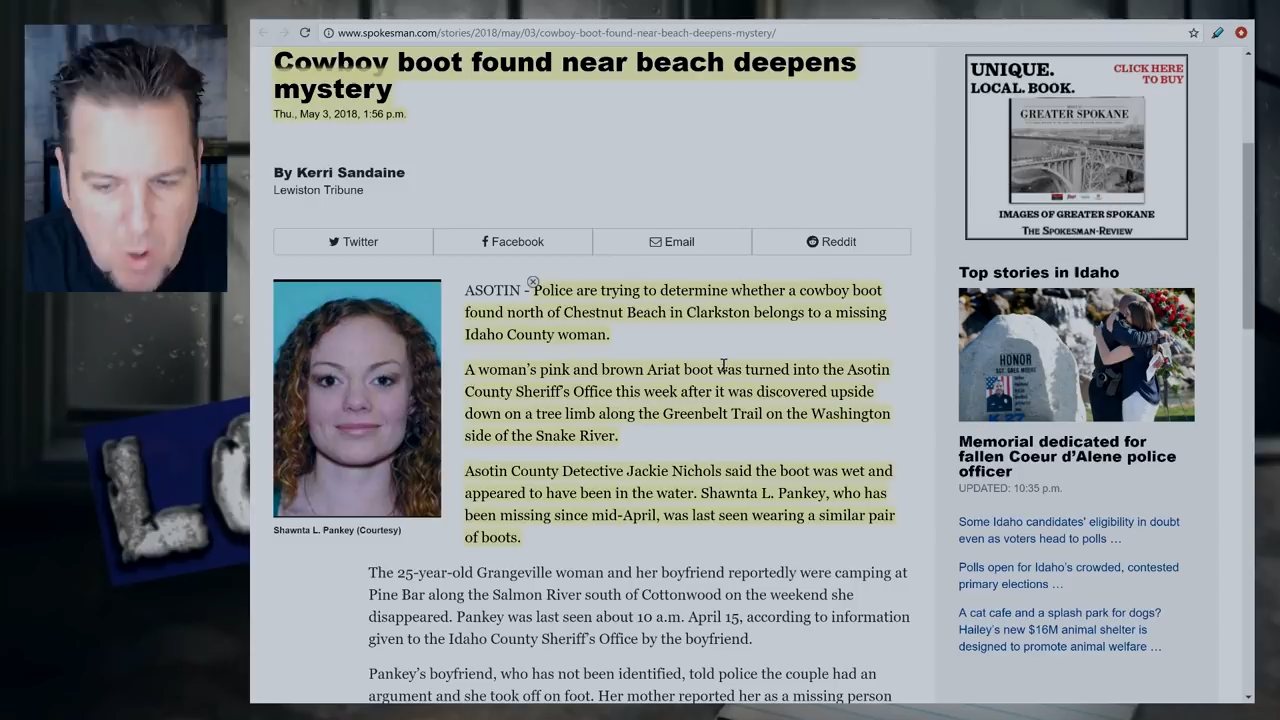 www.spokesman.com/stories/2018/may/03/cowboy-boot-found-near-beach-deepens-mystery/
Cowboy boot found near beach deepens
mystery
Thu., May 3, 2018, 1:56 p.m.
By Kerri Sandaine
Lewiston Tribune
Twitter
Facebook
Email
Reddit
ASOTIN - Police are trying to determine whether a cowboy boot
found north of Chestnut Beach in Clarkston belongs to a missing
Idaho County woman.
A woman's pink and brown Ariat boot was turned into the Asotin
County Sheriff's Office this week after it was discovered upside
down on a tree limb along the Greenbelt Trail on the Washington
side of the Snake River.
Asotin County Detective Jackie Nichols said the boot was wet and
appeared to have been in the water. Shawnta L. Pankey, who has
been missing since mid-April, was last seen wearing a similar pair
of boots.
Shawnta L. Pankey (Courtesy)
The 25-year-old Grangeville woman and her boyfriend reportedly were camping at
Pine Bar along the Salmon River south of Cottonwood on the weekend she
disappeared. Pankey was last seen about 10 a.m. April 15, according to information
given to the Idaho County Sheriff's Office by the boyfriend.
Pankey's boyfriend, who has not been identified, told police the couple had an
argument and she took off on foot. Her mother reported her as a missing person
UNIQUE.
LOCAL. BOOK.
CLICK HERE
TO BUY
GREATER SPOKANE
IMAGES OF GREATER SPOKANE
THE SPOKESMAN-REVIEW
Top stories in Idaho
HONOR
K27
Memorial dedicated for
fallen Coeur d'Alene police
officer
UPDATED: 10:35 p.m.
Some Idaho candidates' eligibility in doubt
even as voters head to polls …
Polls open for Idaho's crowded, contested
primary elections …
A cat cafe and a splash park for dogs?
Hailey's new $16M animal shelter is
designed to promote animal welfare …
LO